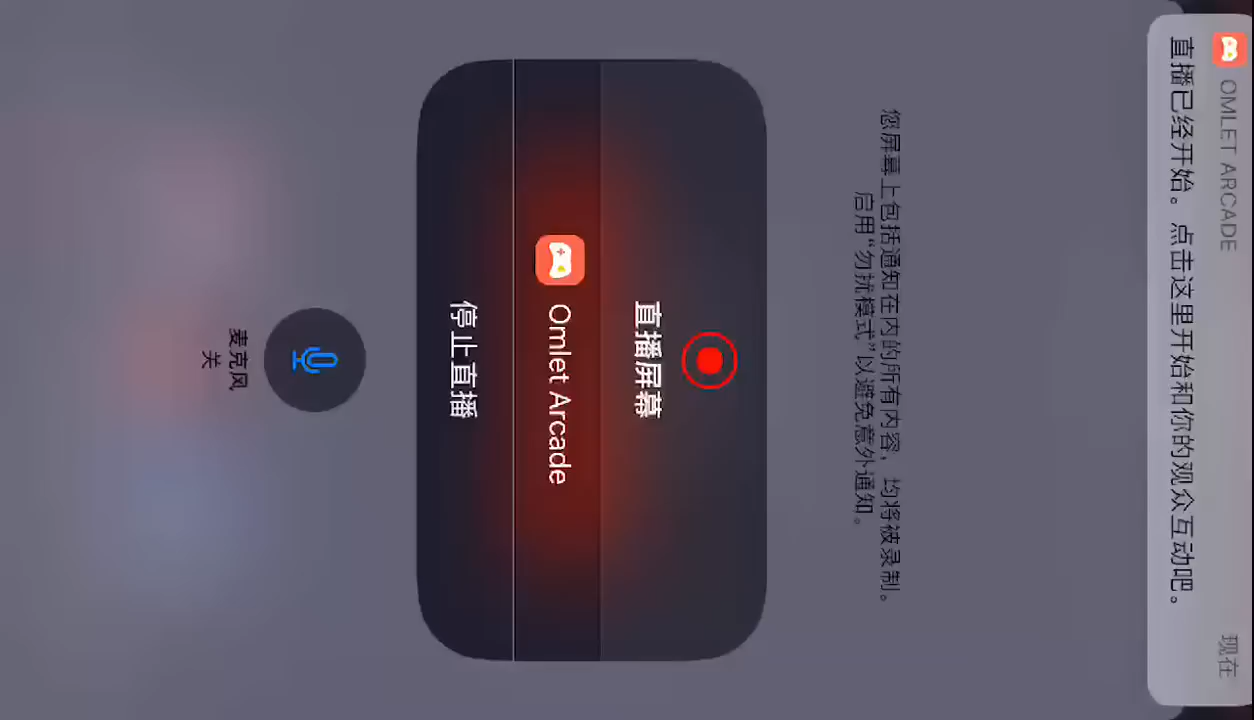 OMLET ARCADE
现在
直播已经开始。点击这里开始和你的观众互动吧。
您屏幕上包括通知在内的所有内容，均将被录制。
启用“勿扰模式”以避免意外通知。
直播屏幕
Omlet Arcade
停止直播
麦克风
关